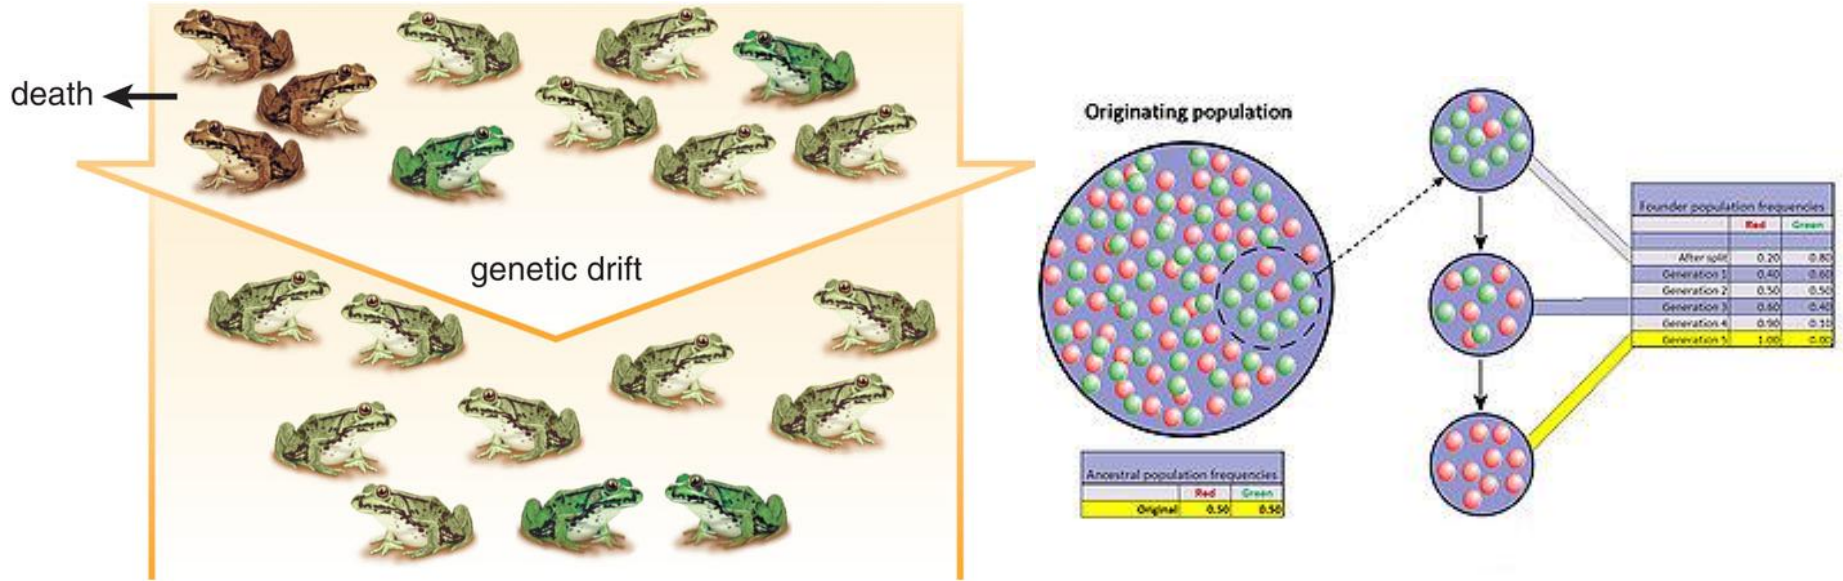 death
genetic drift
Originating population
Ancestral population frequencies
Red Green
Original 0.50 0.50
Founder population frequencies
Red Green
After split 0.20 0.80
Generation 1 0.40 0.60
Generation 2 0.50 0.50
Generation 3 0.60 0.40
Generation 4 0.90 0.10
Generation 5 1.00 0.00